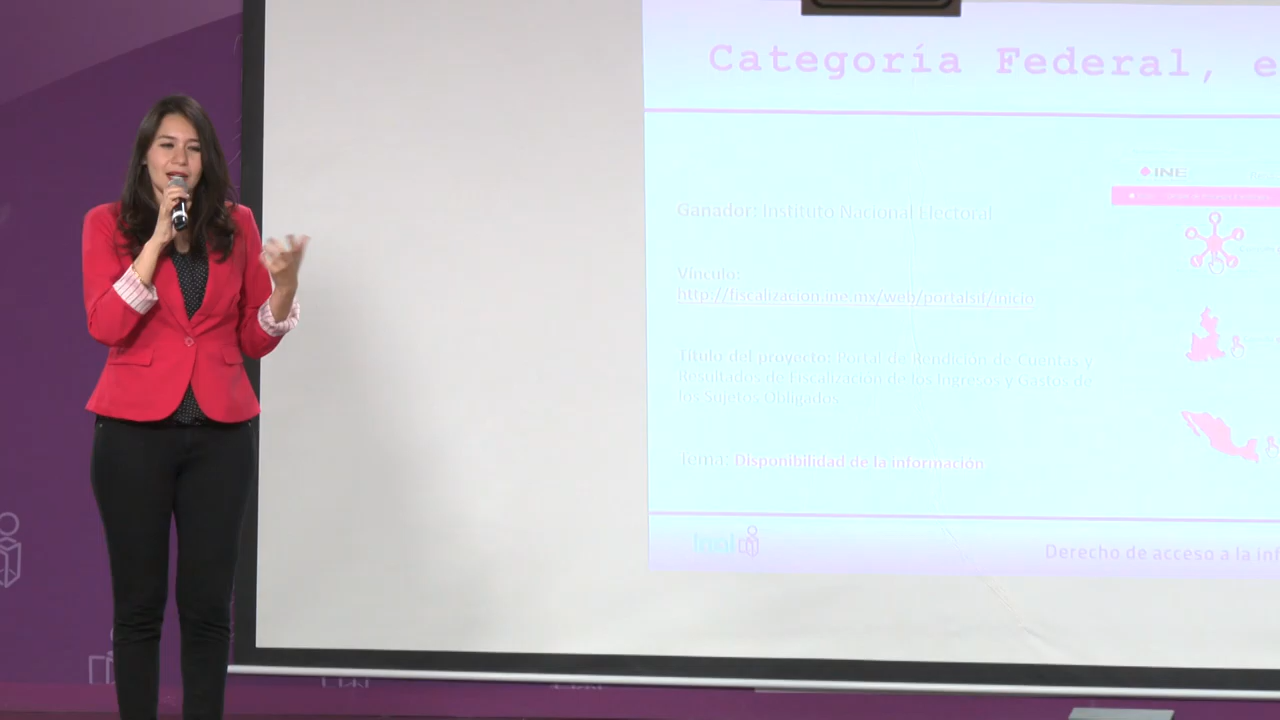 Categoría Federal, e
INE
Ganador: Instituto Nacional Electoral
Vínculo:
http://fiscalizacion.ine.mx/web/portalsif/inicio
Título del proyecto: Portal de Rendición de Cuentas y
Resultados de Fiscalización de los Ingresos y Gastos de
los Sujetos Obligados
Tema: Disponibilidad de la información
inai
Derecho de acceso a la inf